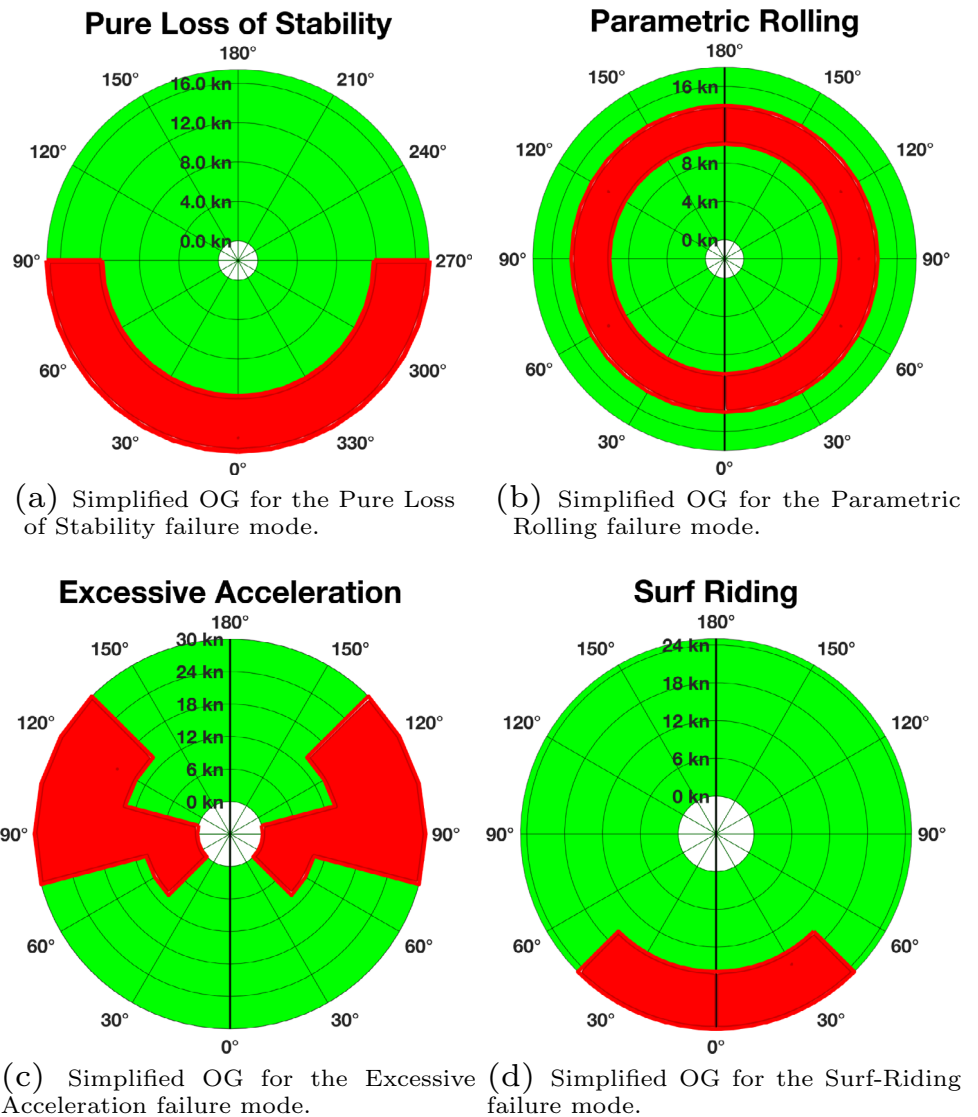 Pure Loss of Stability
180°
150°
210°
16.0 kn
120°
12.0 kn
240°
8.0 kn
4.0 kn
0.0 kn
90°
270°
60°
300°
30°
330°
0°
(a) Simplified OG for the Pure Loss
of Stability failure mode.
Parametric Rolling
180°
150°
150°
16 kn
120°
120°
8 kn
4 kn
0 kn
90°
90°
60°
60°
30°
30°
0°
(b) Simplified OG for the Parametric
Rolling failure mode.
Excessive Acceleration
180°
30 kn
150°
150°
24 kn
18 kn
120°
120°
12 kn
6 kn
0 kn
90°
90°
60°
60°
30°
30°
0°
(c) Simplified OG for the Excessive
Acceleration failure mode.
Surf Riding
180°
24 kn
150°
150°
18 kn
120°
120°
12 kn
6 kn
0 kn
90°
90°
60°
60°
30°
30°
0°
(d) Simplified OG for the Surf-Riding
failure mode.